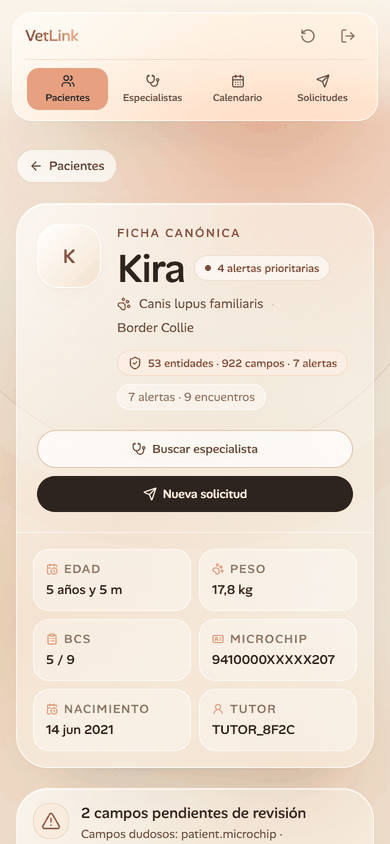 VetLink
Pacientes
Especialistas
Calendario
Solicitudes
Pacientes
K
FICHA CANÓNICA
Kira
4 alertas prioritarias
Canis lupus familiaris ·
Border Collie
53 entidades · 922 campos · 7 alertas
7 alertas · 9 encuentros
Buscar especialista
Nueva solicitud
EDAD
5 años y 5 m
PESO
17,8 kg
BCS
5 / 9
MICROCHIP
9410000XXXXX207
NACIMIENTO
14 jun 2021
TUTOR
TUTOR_8F2C
2 campos pendientes de revisión
Campos dudosos: patient.microchip ·